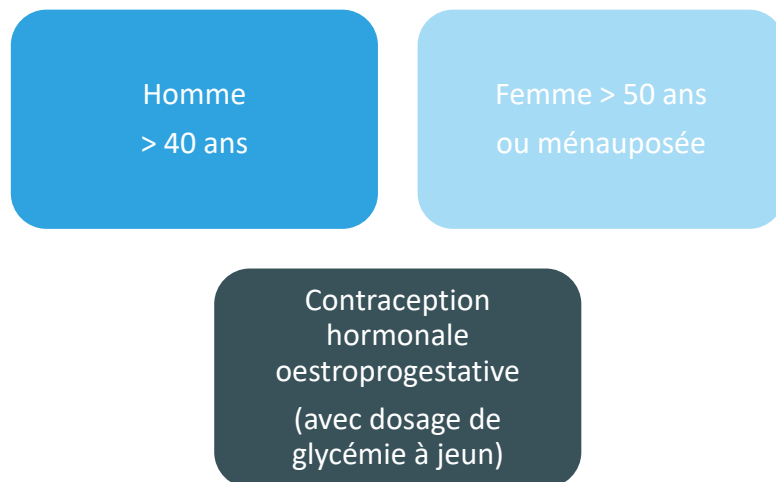 Homme
> 40 ans
Femme > 50 ans
ou ménauposée
Contraception
hormonale
oestroprogestative
(avec dosage de
glycémie à jeun)